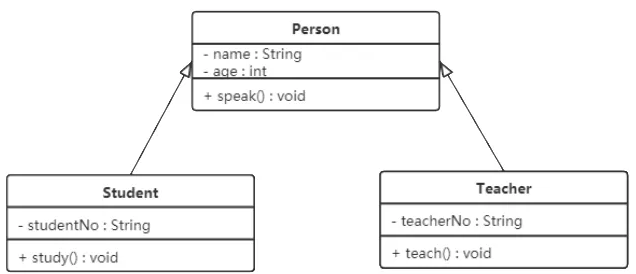 Person
- name : String
- age : int
+ speak() : void
Student
- studentNo : String
+ study() : void
Teacher
- teacherNo : String
+ teach() : void